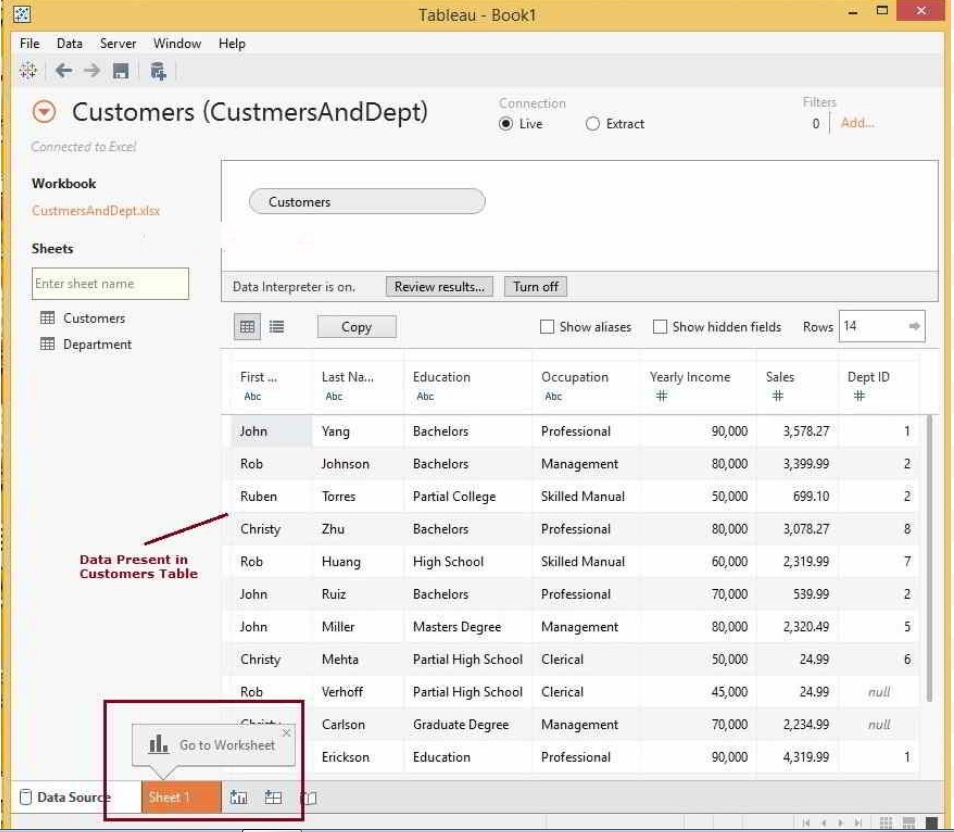 Tableau - Book1
File Data Server Window Help
Customers (CustmersAndDept)
Connection
Live Extract
Filters
0 Add...
Connected to Excel
Workbook
CustmersAndDept.xlsx
Sheets
Enter sheet name
Customers
Department
Customers
Data Interpreter is on. Review results... Turn off
Copy Show aliases Show hidden fields Rows 14
First ... Last Na... Education Occupation Yearly Income Sales Dept ID
Abc Abc Abc Abc # # #
John Yang Bachelors Professional 90,000 3,578.27 1
Rob Johnson Bachelors Management 80,000 3,399.99 2
Ruben Torres Partial College Skilled Manual 50,000 699.10 2
Christy Zhu Bachelors Professional 80,000 3,078.27 8
Rob Huang High School Skilled Manual 60,000 2,319.99 7
John Ruiz Bachelors Professional 70,000 539.99 2
John Miller Masters Degree Management 80,000 2,320.49 5
Christy Mehta Partial High School Clerical 50,000 24.99 6
Rob Verhoff Partial High School Clerical 45,000 24.99 null
Christy Carlson Graduate Degree Management 70,000 2,234.99 null
Erickson Education Professional 90,000 4,319.99 1
Data Present in
Customers Table
Go to Worksheet
Data Source Sheet 1